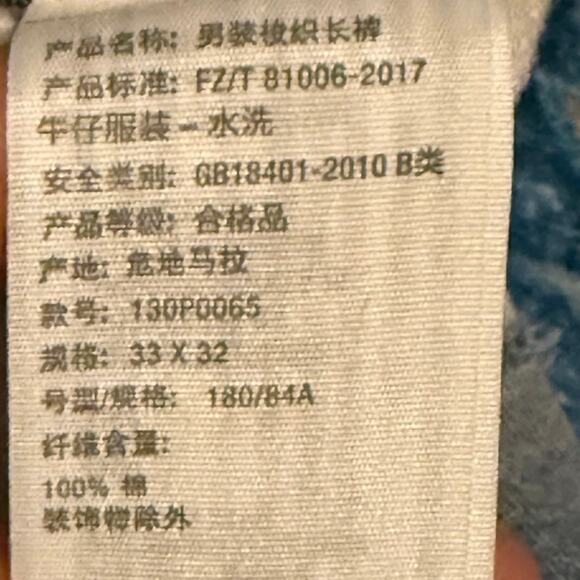 产品名称: 男装梭织长裤
产品标准: FZ/T 81006-2017
牛仔服装-水洗
安全类别: GB18401-2010 B类
产品等级: 合格品
产地: 危地马拉
款号: 130P0065
规格: 33 X 32
号型/规格: 180/84A
纤维含量:
100% 棉
装饰物除外